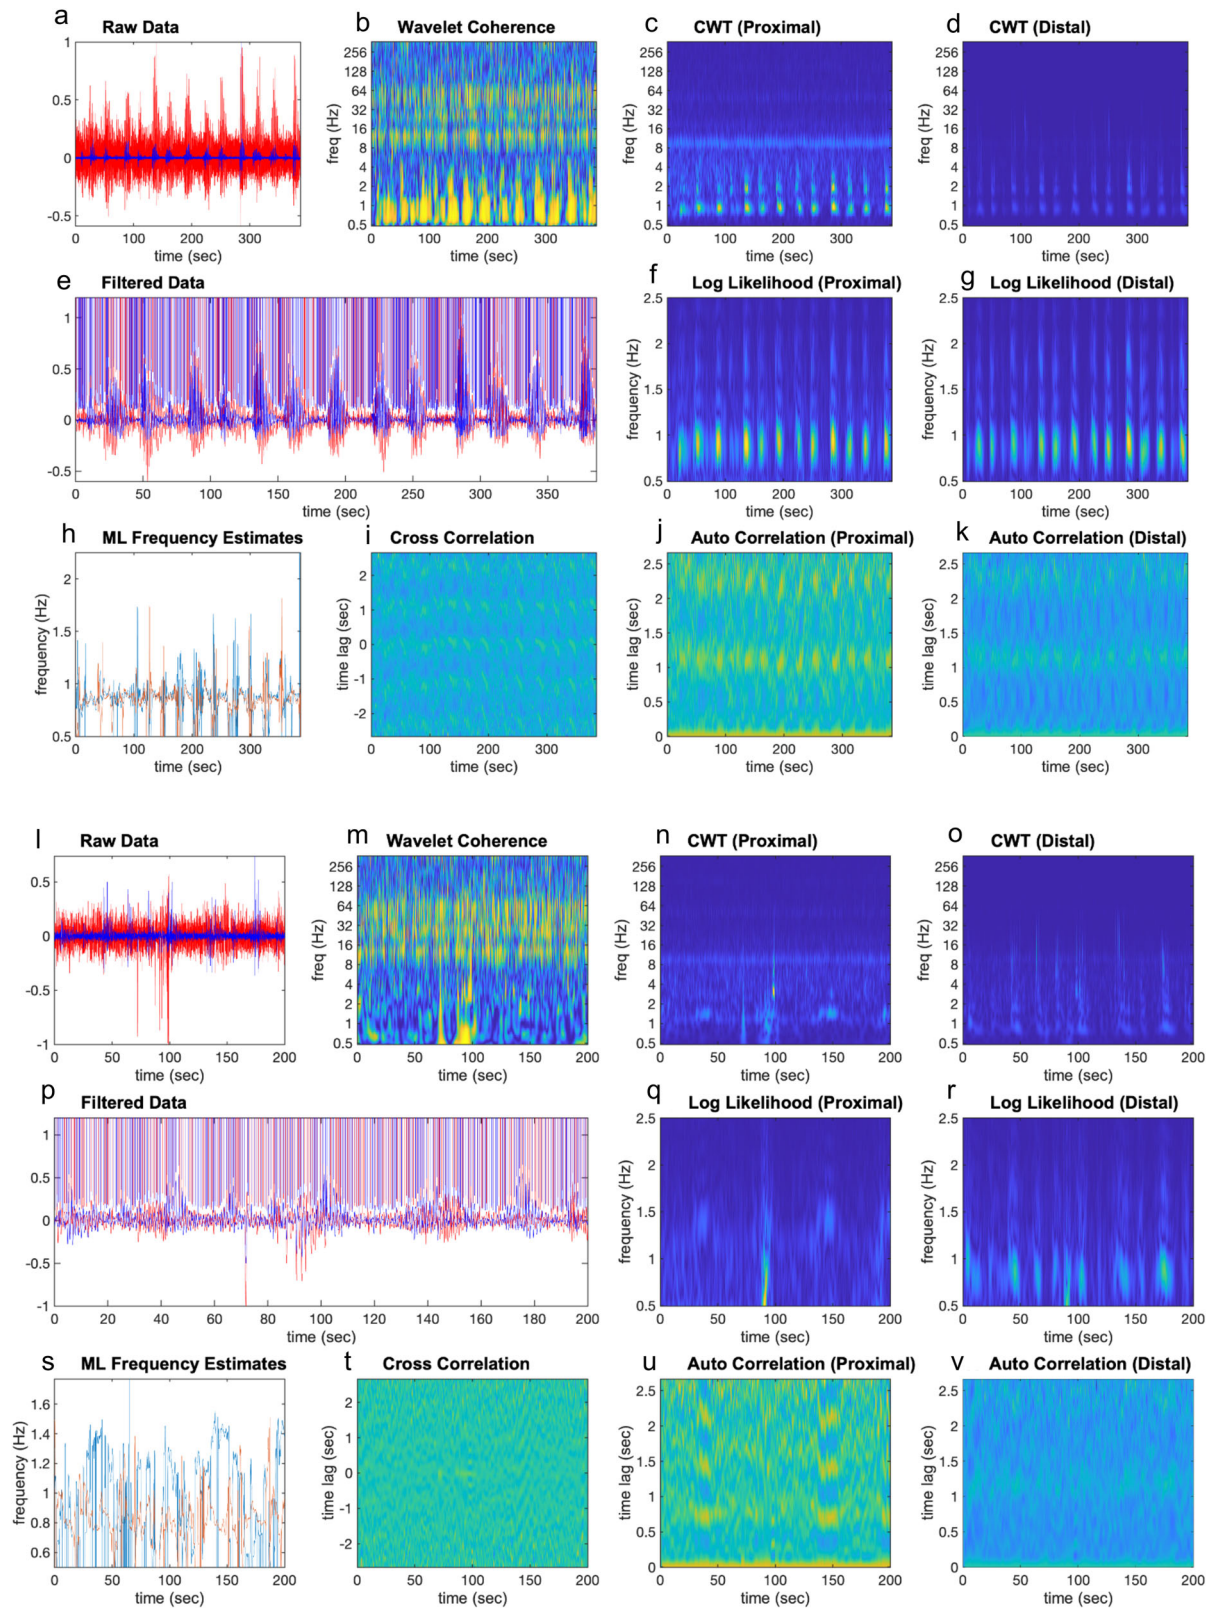 a Raw Data
b Wavelet Coherence
c CWT (Proximal)
d CWT (Distal)
1
0.5
0
-0.5
0 100 200 300
time (sec)
freq (Hz)
256
128
64
32
16
8
4
2
1
0.5
0 100 200 300
time (sec)
freq (Hz)
256
128
64
32
16
8
4
2
1
0.5
0 100 200 300
time (sec)
256
128
64
32
16
8
4
2
1
0.5
0 100 200 300
time (sec)
e Filtered Data
f Log Likelihood (Proximal)
g Log Likelihood (Distal)
1
0.5
0
-0.5
0 50 100 150 200 250 300 350
time (sec)
frequency (Hz)
2.5
2
1.5
1
0.5
0 100 200 300
time (sec)
frequency (Hz)
2.5
2
1.5
1
0.5
0 100 200 300
time (sec)
h ML Frequency Estimates
i Cross Correlation
j Auto Correlation (Proximal)
k Auto Correlation (Distal)
frequency (Hz)
2
1.5
1
0.5
0 100 200 300
time (sec)
time lag (sec)
2
1
0
-1
-2
0 100 200 300
time (sec)
time lag (sec)
2.5
2
1.5
1
0.5
0
0 100 200 300
time (sec)
time lag (sec)
2.5
2
1.5
1
0.5
0
0 100 200 300
time (sec)
l Raw Data
m Wavelet Coherence
n CWT (Proximal)
o CWT (Distal)
0.5
0
-0.5
-1
0 50 100 150 200
time (sec)
freq (Hz)
256
128
64
32
16
8
4
2
1
0.5
0 50 100 150 200
time (sec)
freq (Hz)
256
128
64
32
16
8
4
2
1
0.5
0 50 100 150 200
time (sec)
freq (Hz)
256
128
64
32
16
8
4
2
1
0.5
0 50 100 150 200
time (sec)
p Filtered Data
q Log Likelihood (Proximal)
r Log Likelihood (Distal)
1
0.5
0
-0.5
-1
0 20 40 60 80 100 120 140 160 180 200
time (sec)
frequency (Hz)
2.5
2
1.5
1
0.5
0 50 100 150 200
time (sec)
frequency (Hz)
2.5
2
1.5
1
0.5
0 50 100 150 200
time (sec)
s ML Frequency Estimates
t Cross Correlation
u Auto Correlation (Proximal)
v Auto Correlation (Distal)
frequency (Hz)
1.6
1.4
1.2
1
0.8
0.6
0 50 100 150 200
time (sec)
time lag (sec)
2
1
0
-1
-2
0 50 100 150 200
time (sec)
time lag (sec)
2.5
2
1.5
1
0.5
0
0 50 100 150 200
time (sec)
time lag (sec)
2.5
2
1.5
1
0.5
0
0 50 100 150 200
time (sec)